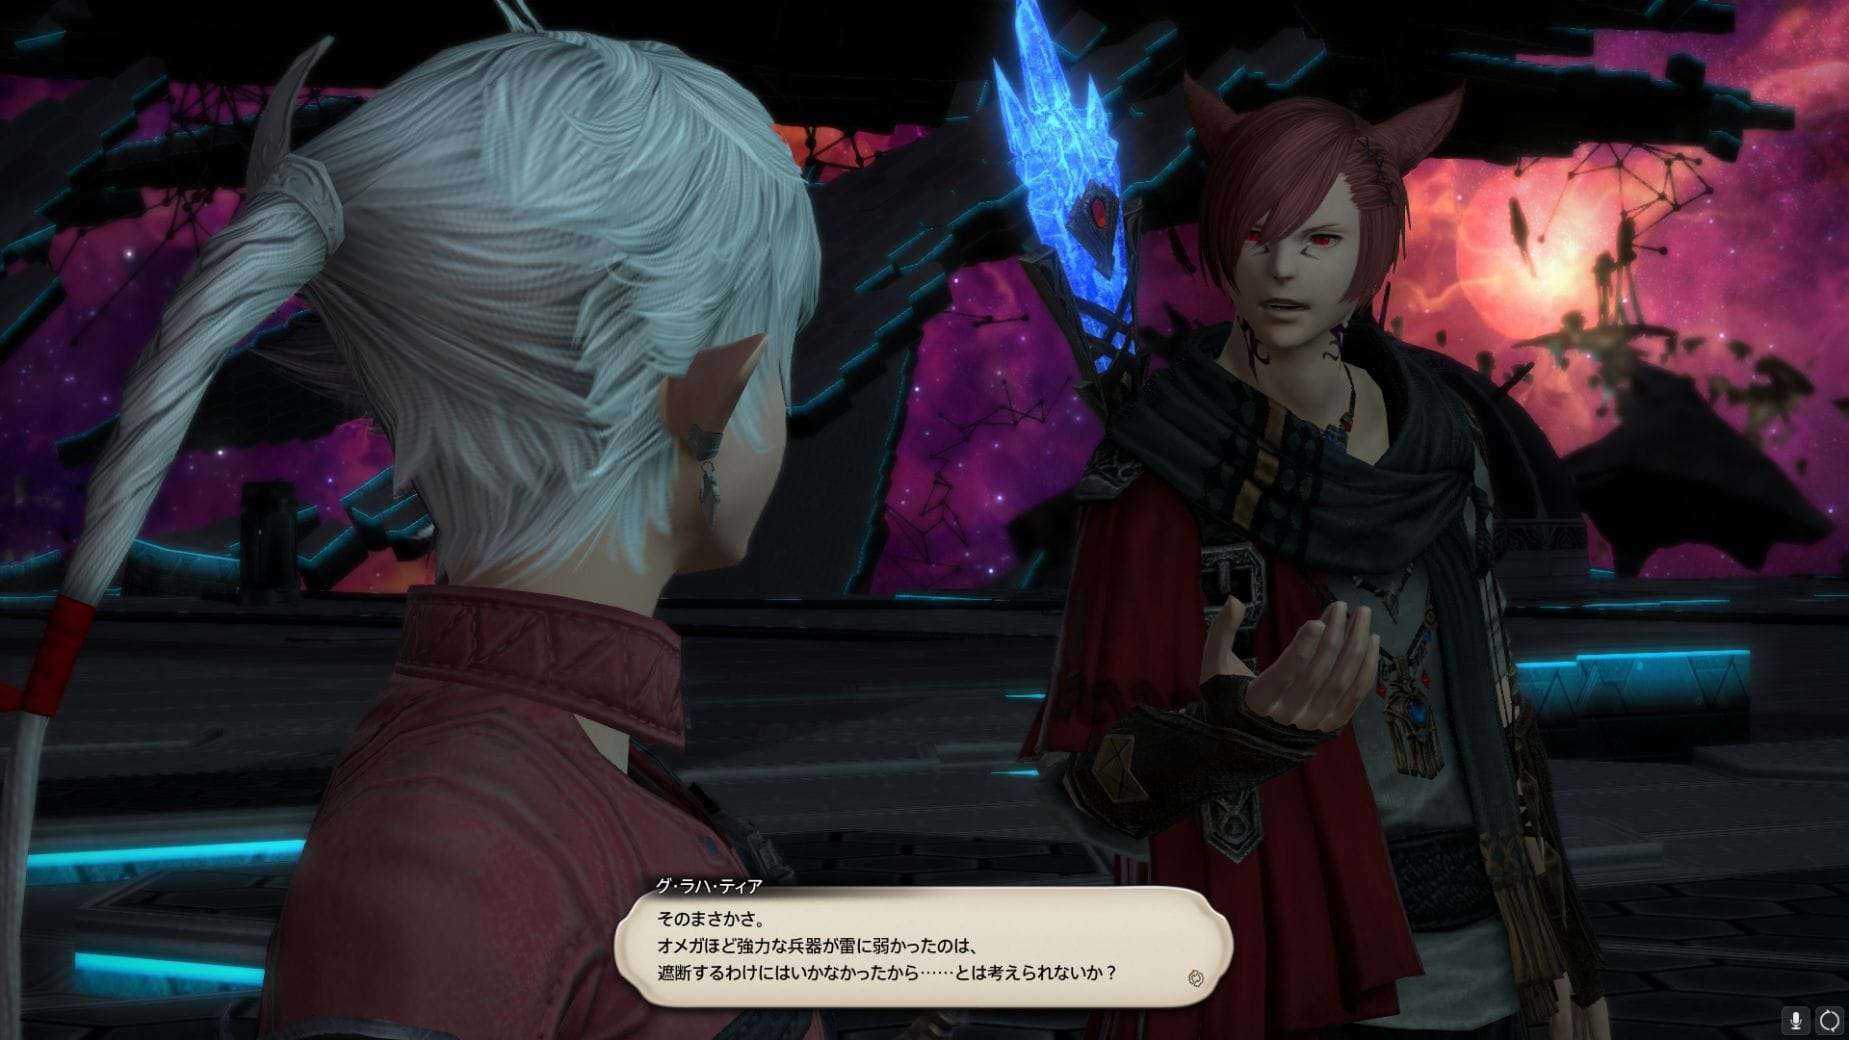 グ・ラハ・ティア
そのまさかさ。
オメガほど強力な兵器が雷に弱かったのは、
遮断するわけにはいかなかったから……とは考えられないか？